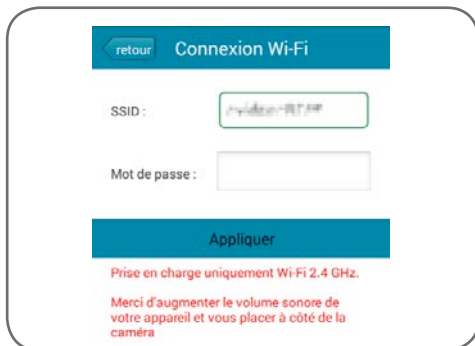 retour Connexion Wi-Fi
SSID :
Mot de passe :
Appliquer
Prise en charge uniquement Wi-Fi 2.4 GHz.
Merci d'augmenter le volume sonore de
votre appareil et vous placer à côté de la
caméra